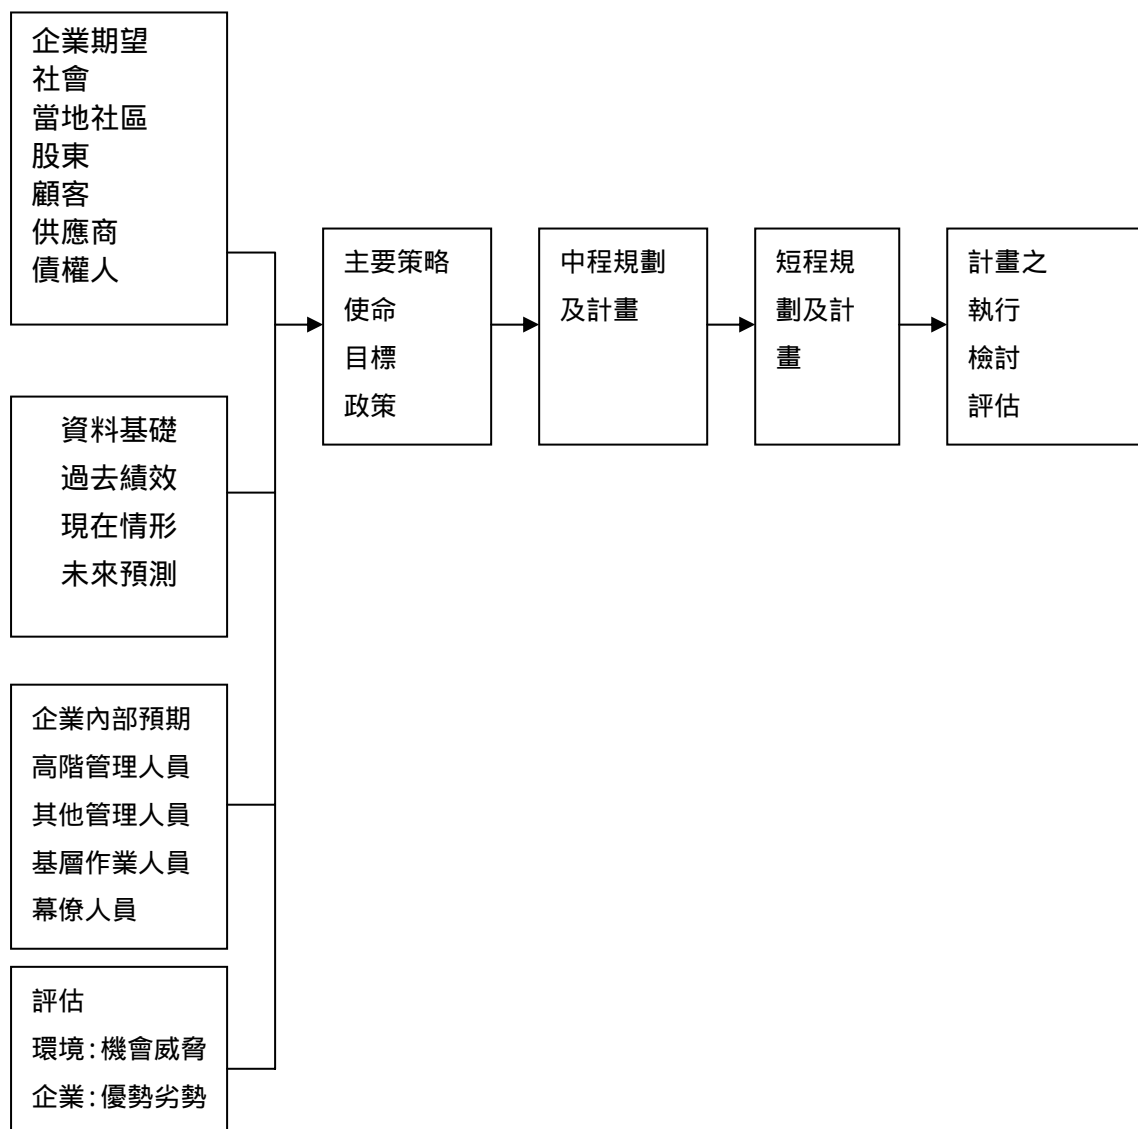 企業期望
社會
當地社區
股東
顧客
供應商
債權人
主要策略
使命
目標
政策
中程規劃
及計畫
短程規
劃及計
畫
計畫之
執行
檢討
評估
資料基礎
過去績效
現在情形
未來預測
企業內部預期
高階管理人員
其他管理人員
基層作業人員
幕僚人員
評估
環境:機會威脅
企業:優勢劣勢